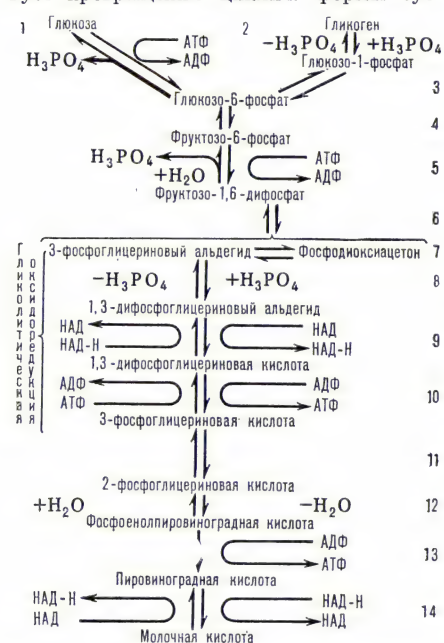 1 Глюкоза 2 Гликоген
АТФ −H₃PO₄ +H₃PO₄
H₃PO₄ АДФ Глюкозо-1-фосфат
3
Глюкозо-6-фосфат
4
Фруктозо-6-фосфат
H₃PO₄ АТФ
+H₂O АДФ 5
Фруктозо-1,6-дифосфат
6
Гликолитическая
оксидоредукция
3-фосфоглицериновый альдегид Фосфодиоксиацетон 7
−H₃PO₄ +H₃PO₄ 8
1,3-дифосфоглицериновый альдегид
НАД НАД
НАД-Н НАД-Н 9
1,3-дифосфоглицериновая кислота
АДФ АДФ
АТФ АТФ 10
3-фосфоглицериновая кислота
11
2-фосфоглицериновая кислота
+H₂O −H₂O 12
Фосфоенолпировиноградная кислота
АДФ
АТФ 13
Пировиноградная кислота
НАД-Н НАД-Н
НАД НАД 14
Молочная кислота